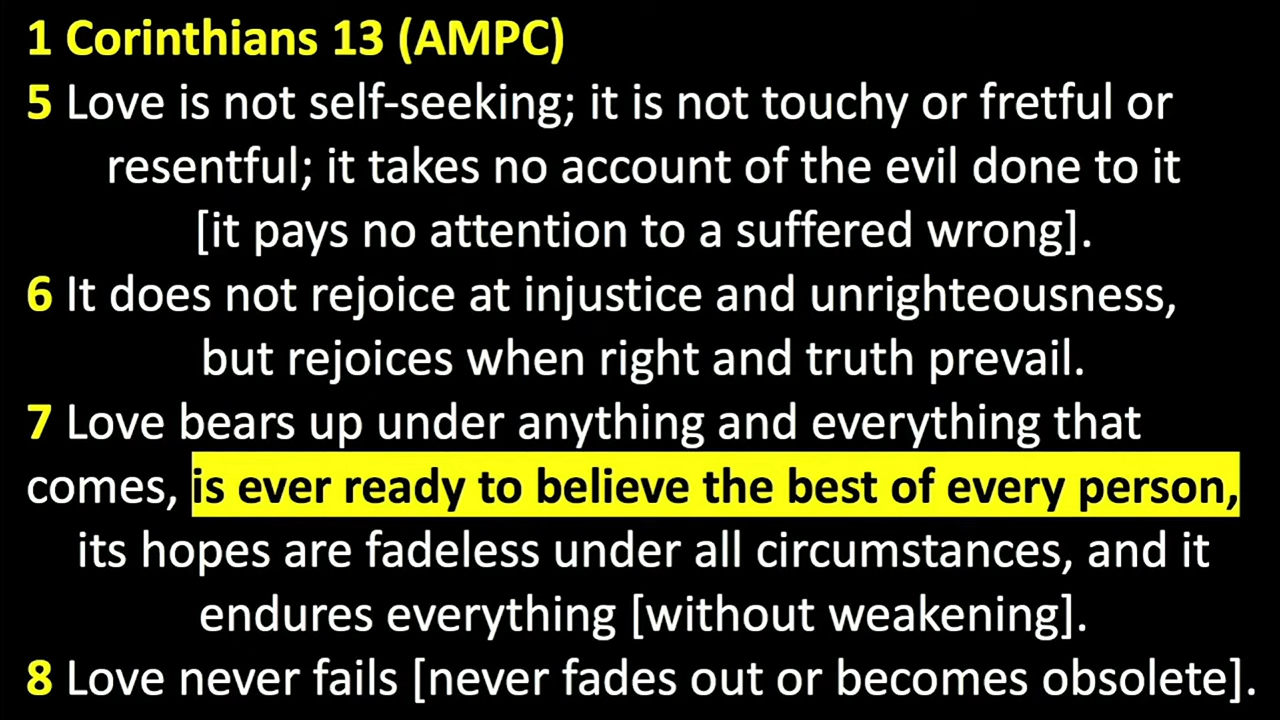 1 Corinthians 13 (AMPC)
5 Love is not self-seeking; it is not touchy or fretful or
resentful; it takes no account of the evil done to it
[it pays no attention to a suffered wrong].
6 It does not rejoice at injustice and unrighteousness,
but rejoices when right and truth prevail.
7 Love bears up under anything and everything that
comes, is ever ready to believe the best of every person,
its hopes are fadeless under all circumstances, and it
endures everything [without weakening].
8 Love never fails [never fades out or becomes obsolete].